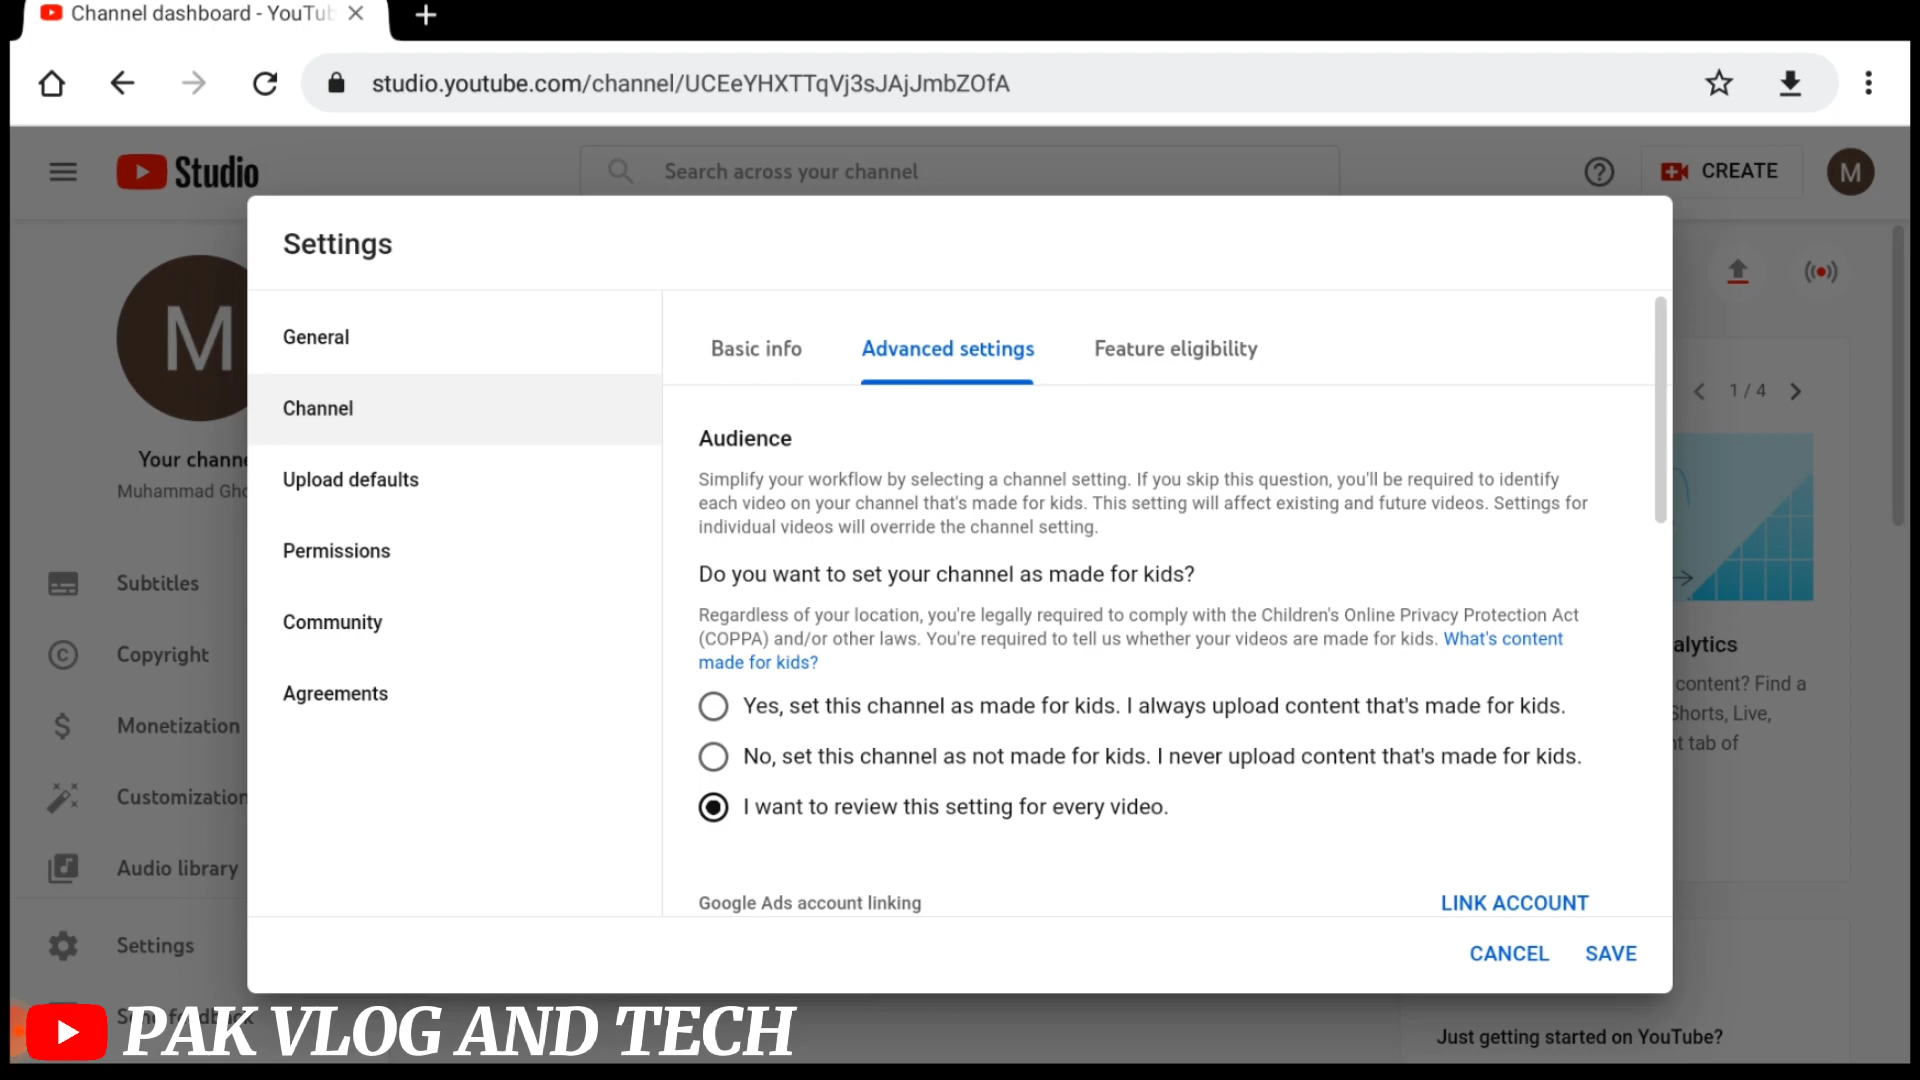 Channel dashboard - YouTub
studio.youtube.com/channel/UCEeYHXTTqVj3sJAjJmbZOfA
Studio
Search across your channel
CREATE
M
Settings
M
General
Basic info
Advanced settings
Feature eligibility
1 / 4
Channel
Audience
Your channe
Muhammad Gho
Upload defaults
Simplify your workflow by selecting a channel setting. If you skip this question, you'll be required to identify
each video on your channel that's made for kids. This setting will affect existing and future videos. Settings for
individual videos will override the channel setting.
Permissions
Do you want to set your channel as made for kids?
Subtitles
Community
Regardless of your location, you're legally required to comply with the Children's Online Privacy Protection Act
(COPPA) and/or other laws. You're required to tell us whether your videos are made for kids. What's content
made for kids?
alytics
Copyright
content? Find a
Shorts, Live,
nt tab of
Agreements
Yes, set this channel as made for kids. I always upload content that's made for kids.
Monetization
No, set this channel as not made for kids. I never upload content that's made for kids.
Customization
I want to review this setting for every video.
Audio library
Google Ads account linking
LINK ACCOUNT
Settings
CANCEL
SAVE
PAK VLOG AND TECH
Just getting started on YouTube?